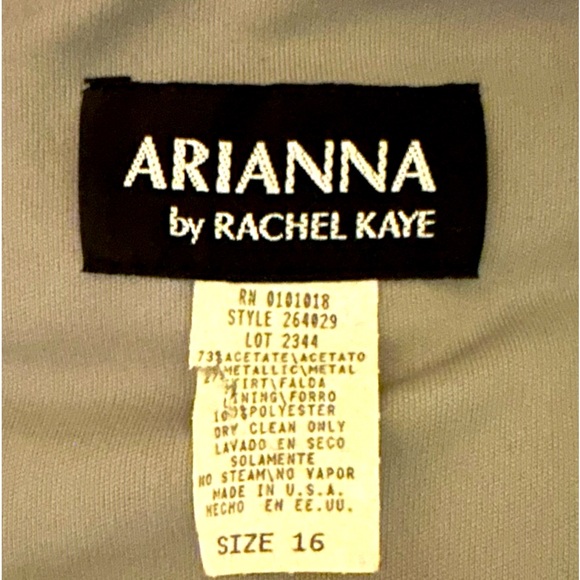 ARIANNA
by RACHEL KAYE
RN 0101018
STYLE 264029
LOT 2344
73%ACETATE\ACETATO
METALLIC\METAL
FALDA
FORRO
POLYESTER
DRY CLEAN ONLY
LAVADO EN SECO
SOLAMENTE
NO STEAM\NO VAPOR
MADE IN U.S.A.
HECHO EN EE.UU.
SIZE 16